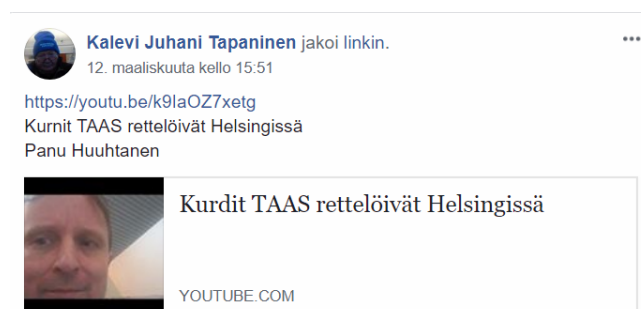 Kalevi Juhani Tapaninen jakoi linkin.
12. maaliskuuta kello 15:51
https://youtu.be/k9IaOZ7xetg
Kurnit TAAS rettelöivät Helsingissä
Panu Huuhtanen
Kurdit TAAS rettelöivät Helsingissä
YOUTUBE.COM